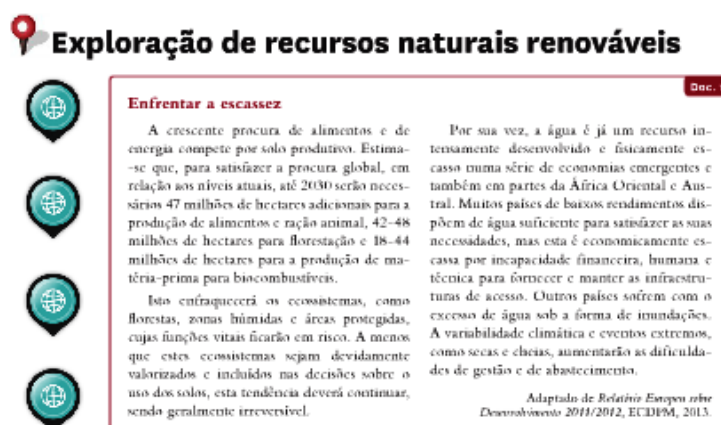 Exploração de recursos naturais renováveis
Doc.
Enfrentar a escassez
A crescente procura de alimentos e de
energia compete por solo produtivo. Estima-
-se que, para satisfazer a procura global, em
relação aos níveis atuais, até 2030 serão neces-
sários 47 milhões de hectares adicionais para a
produção de alimentos e ração animal, 42-48
milhões de hectares para florestação e 18-44
milhões de hectares para a produção de ma-
téria-prima para biocombustíveis.
Isto enfraquecerá os ecossistemas, como
florestas, zonas húmidas e áreas protegidas,
cujas funções vitais ficarão em risco. A menos
que estes ecossistemas sejam devidamente
valorizados e incluídos nas decisões sobre o
uso dos solos, esta tendência deverá continuar,
sendo geralmente irreversível.
Por sua vez, a água é já um recurso in-
tensamente desenvolvido e fisicamente es-
casso numa série de economias emergentes e
também em partes da África Oriental e Aus-
tral. Muitos países de baixos rendimentos dis-
põem de água suficiente para satisfazer as suas
necessidades, mas esta é economicamente es-
cassa por incapacidade financeira, humana e
técnica para fornecer e manter as infraestru-
turas de acesso. Outros países sofrem com o
excesso de água sob a forma de inundações.
A variabilidade climática e eventos extremos,
como secas e cheias, aumentarão as dificulda-
des de gestão e de abastecimento.
Adaptado de Relatório Europeu sobre
Desenvolvimento 2011/2012, ECDPM, 2013.